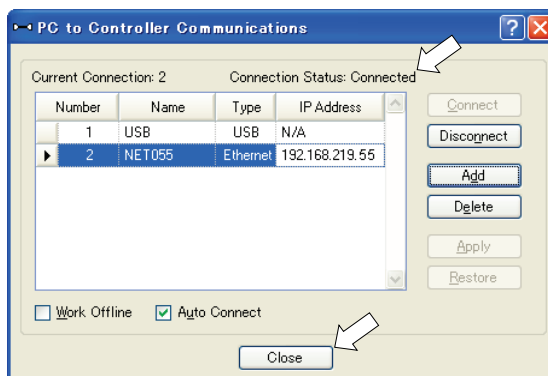 PC to Controller Communications
Current Connection: 2 Connection Status: Connected
Number Name Type IP Address
1 USB USB N/A
2 NET055 Ethernet 192.168.219.55
Connect
Disconnect
Add
Delete
Apply
Restore
Work Offline Auto Connect
Close